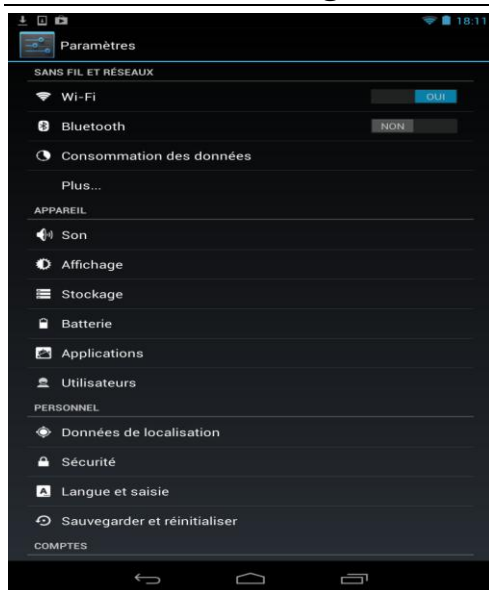 18:11
Paramètres
SANS FIL ET RÉSEAUX
Wi-Fi OUI
Bluetooth NON
Consommation des données
Plus...
APPAREIL
Son
Affichage
Stockage
Batterie
Applications
Utilisateurs
PERSONNEL
Données de localisation
Sécurité
Langue et saisie
Sauvegarder et réinitialiser
COMPTES